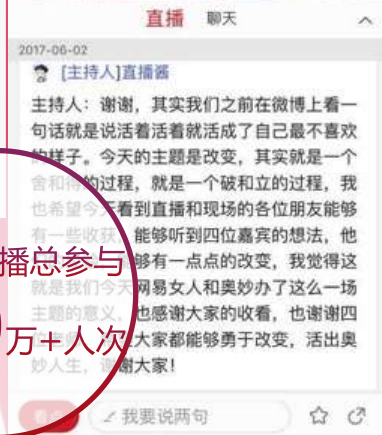 直播 聊天
2017-06-02
[主持人]直播酱
主持人：谢谢，其实我们之前在微博上看一
句话就是说活着活着就活成了自己最不喜欢
的样子。今天的主题是改变，其实就是一个
舍和得的过程，就是一个破和立的过程，我
也希望今天看到直播和现场的各位朋友能够
有一些收获，能够听到四位嘉宾的想法，他
够有一点点的改变，我觉得这
就是我们今天网易女人和奥妙办了这么一场
主题的意义，也感谢大家的收看，也谢谢四
大家都能够勇于改变，活出奥
妙人生，谢谢大家！
播总参与
万+人次
看点 我要说两句